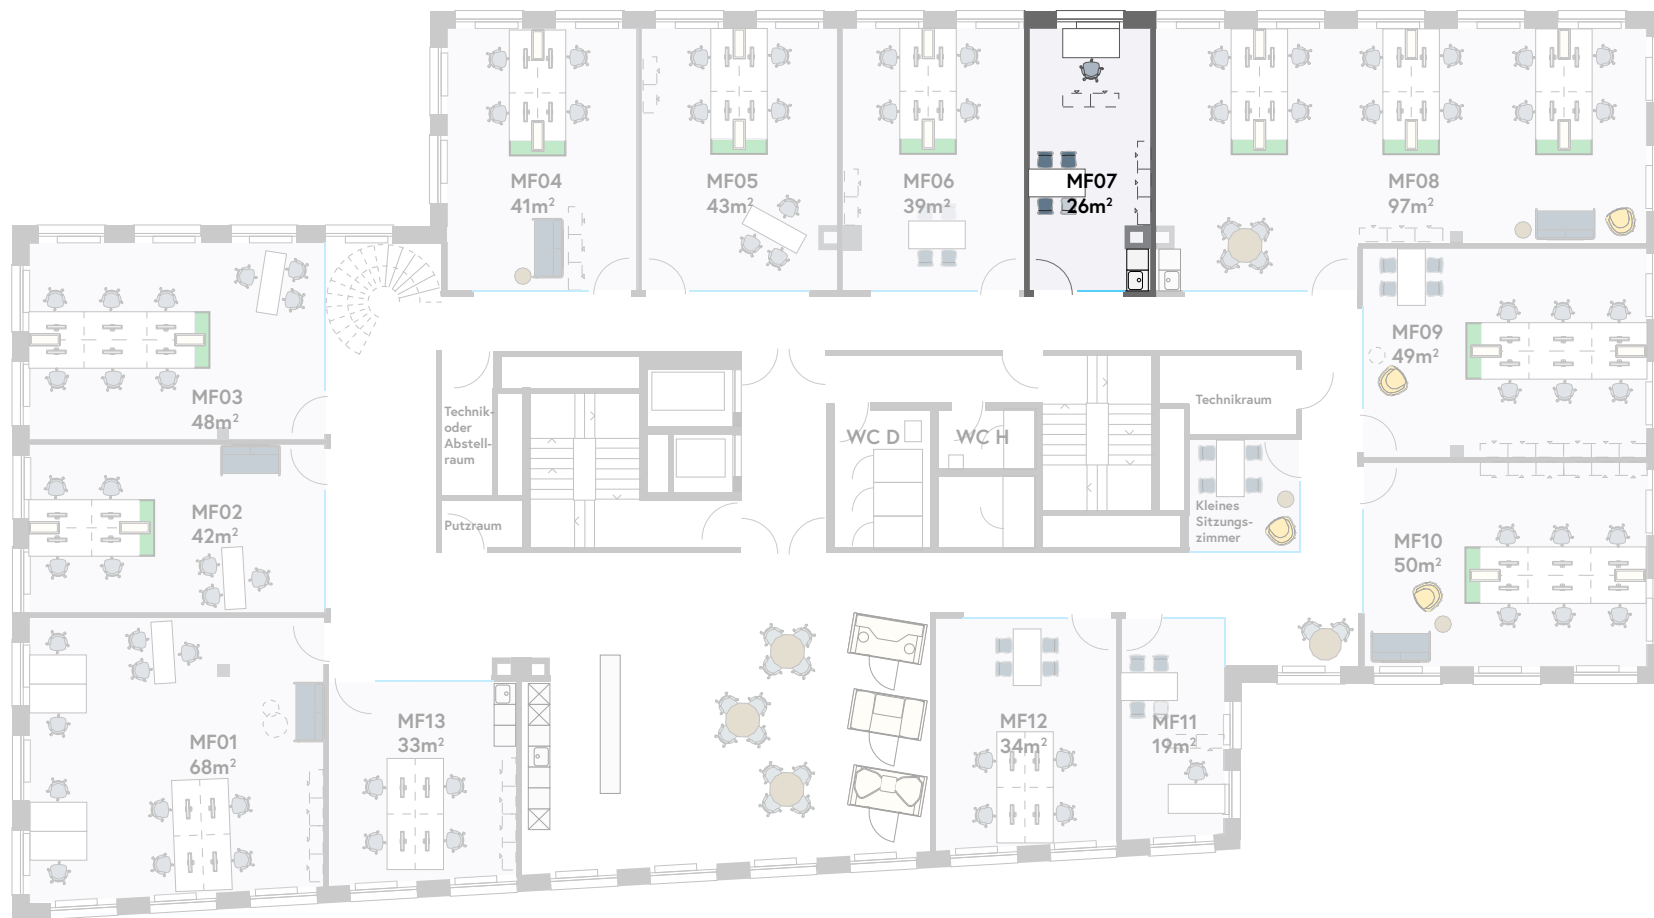 MF04
41m²
MF05
43m²
MF06
39m²
MF07
26m²
MF08
97m²
MF09
49m²
MF03
48m²
Technik-
oder
Abstell-
raum
WC D
WC H
Technikraum
MF02
42m²
Putzraum
Kleines
Sitzungs-
zimmer
MF10
50m²
MF01
68m²
MF13
33m²
MF12
34m²
MF11
19m²